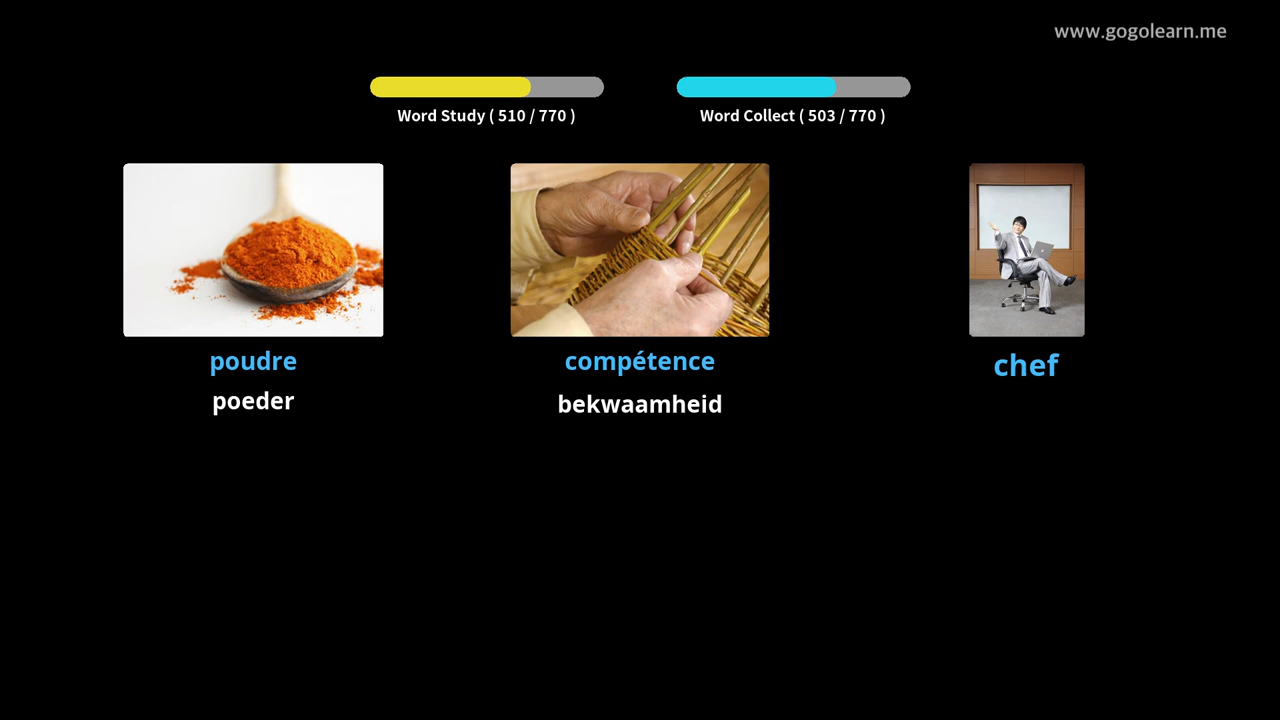 www.gogolearn.me
Word Study ( 510 / 770 )
Word Collect ( 503 / 770 )
poudre
compétence
chef
poeder
bekwaamheid